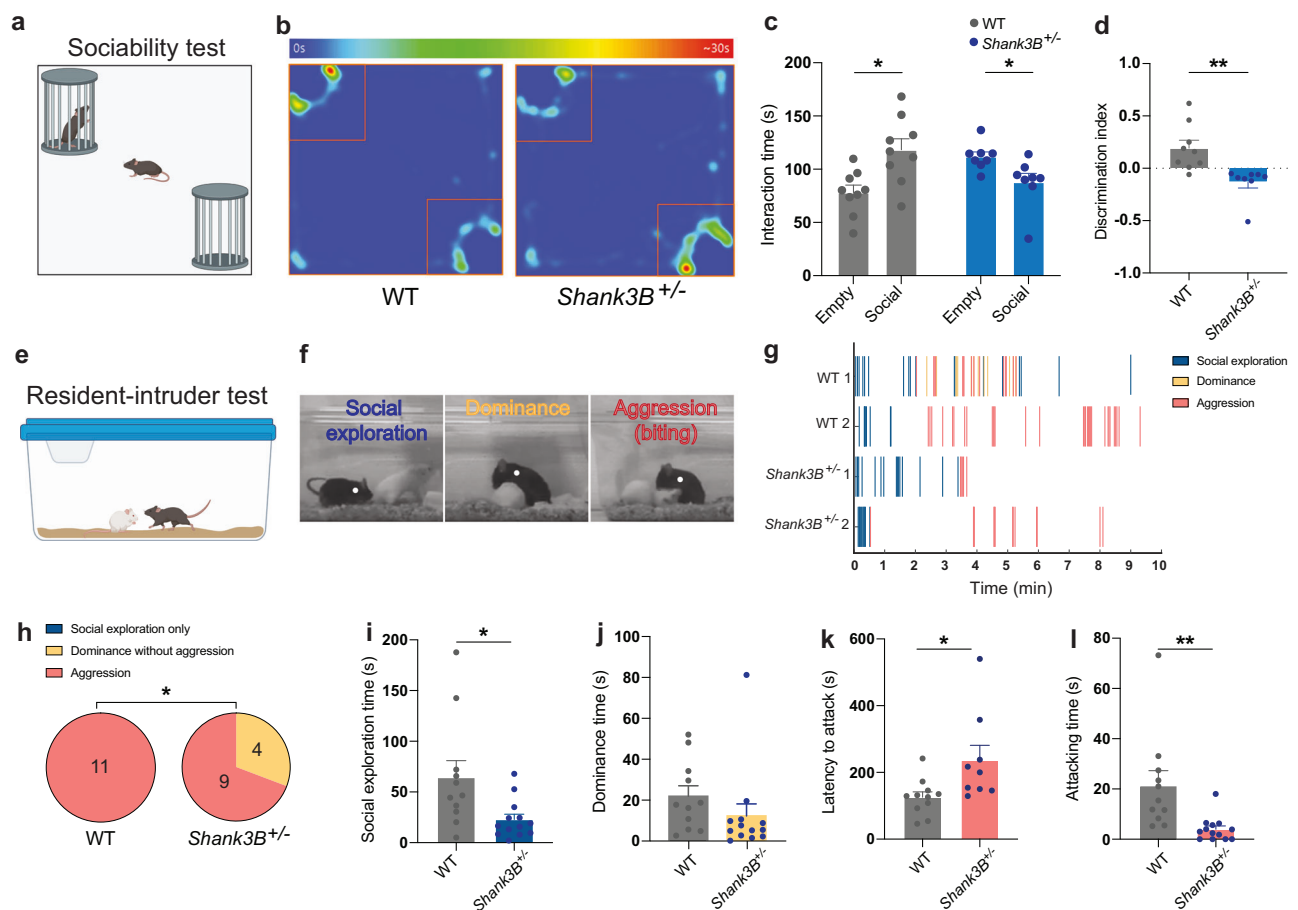 a
Sociability test
b
0s
~30s
WT
Shank3B+/-
c
WT
Shank3B+/-
Interaction time (s)
200
150
100
50
0
*
*
Empty
Social
Empty
Social
d
Discrimination index
1.0
0.5
0.0
-0.5
-1.0
**
WT
Shank3B+/-
e
Resident-intruder test
f
Social
exploration
Dominance
Aggression
(biting)
g
WT 1
WT 2
Shank3B+/- 1
Shank3B+/- 2
0 1 2 3 4 5 6 7 8 9 10
Time (min)
Social exploration
Dominance
Aggression
h
Social exploration only
Dominance without aggression
Aggression
*
11
4
9
WT
Shank3B+/-
i
Social exploration time (s)
200
150
100
50
0
*
WT
Shank3B+/-
j
Dominance time (s)
100
80
60
40
20
0
WT
Shank3B+/-
k
Latency to attack (s)
600
400
200
0
*
WT
Shank3B+/-
l
Attacking time (s)
80
60
40
20
0
**
WT
Shank3B+/-